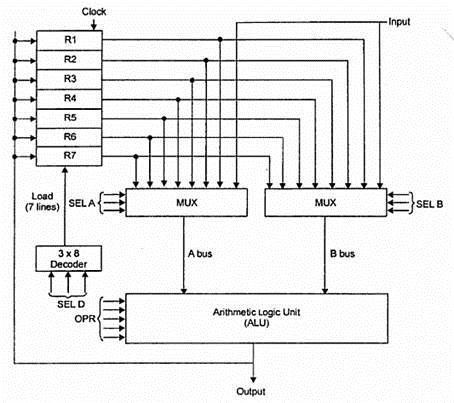 Clock
Input
R1
R2
R3
R4
R5
R6
R7
Load
(7 lines)
SEL A
MUX
MUX
SEL B
3 x 8
Decoder
A bus
B bus
SEL D
OPR
Arithmetic Logic Unit
(ALU)
Output